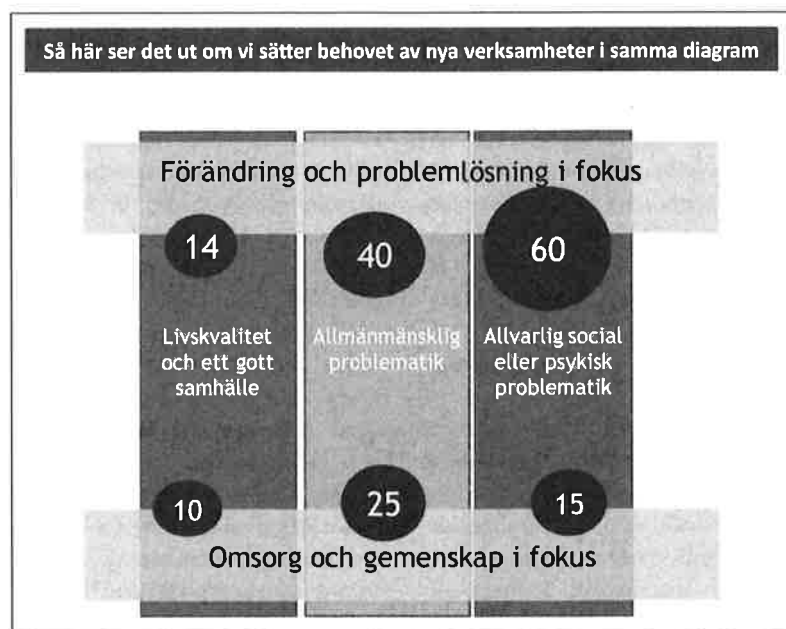 Så här ser det ut om vi sätter behovet av nya verksamheter i samma diagram
Förändring och problemlösning i fokus
14
40
60
Livskvalitet
och ett gott
samhälle
Allmänmänsklig
problematik
Allvarlig social
eller psykisk
problematik
10
25
15
Omsorg och gemenskap i fokus